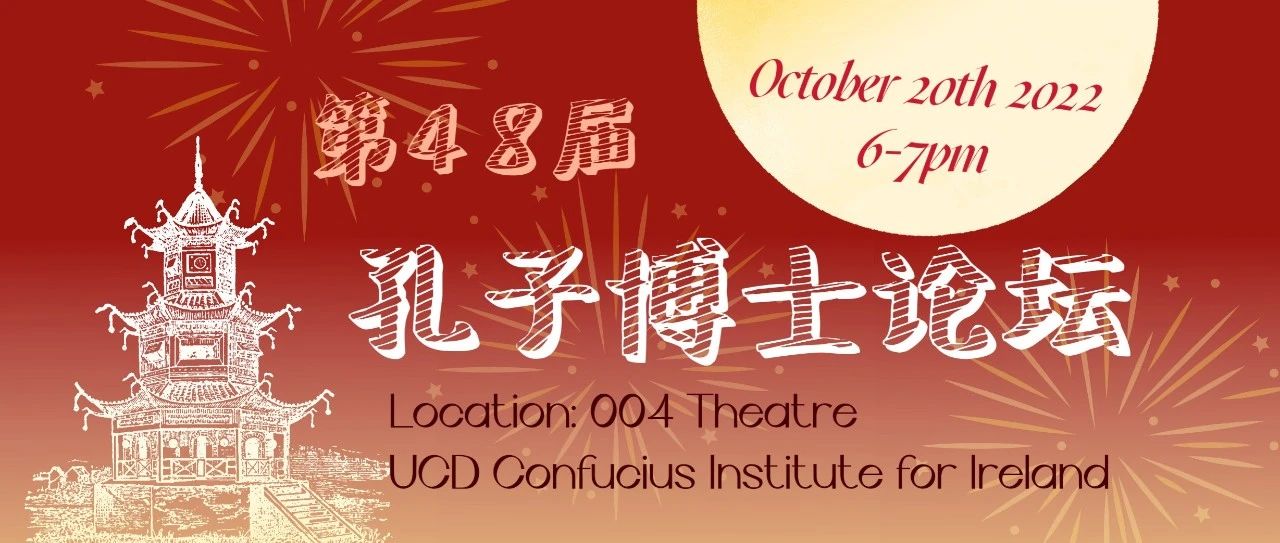 October 20th 2022
6-7pm
第48届
孔子博士论坛
Location: 004 Theatre
UCD Confucius Institute for Ireland